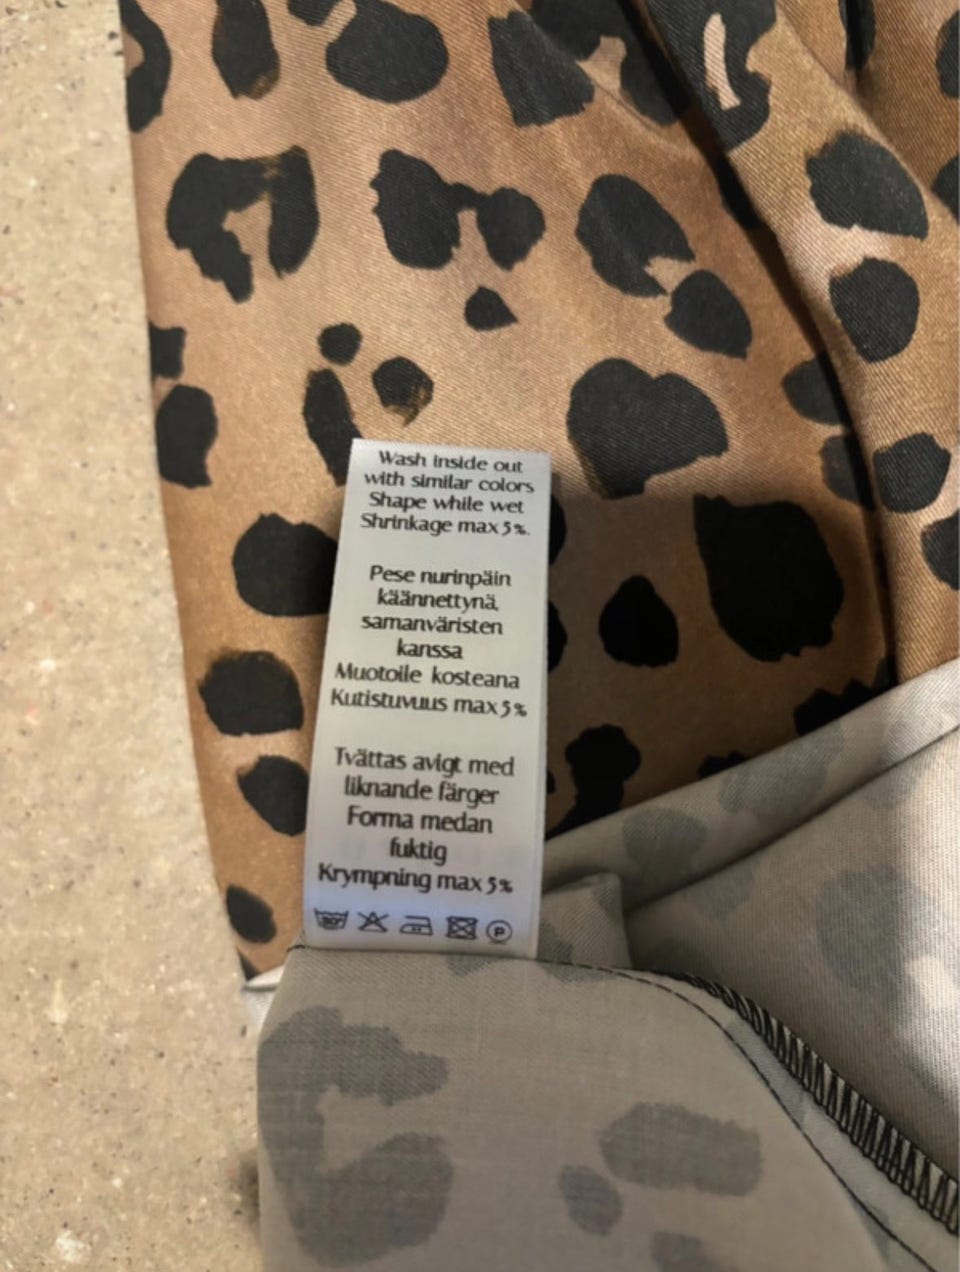 Wash inside out
with similar colors
Shape while wet
Shrinkage max 5%.
Pese nurinpäin
käännettynä,
samanväristen
kanssa
Muotoile kosteana
Kutistuvuus max 5%
Tvättas avigt med
liknande färger
Forma medan
fuktig
Krympning max 5%
30° P